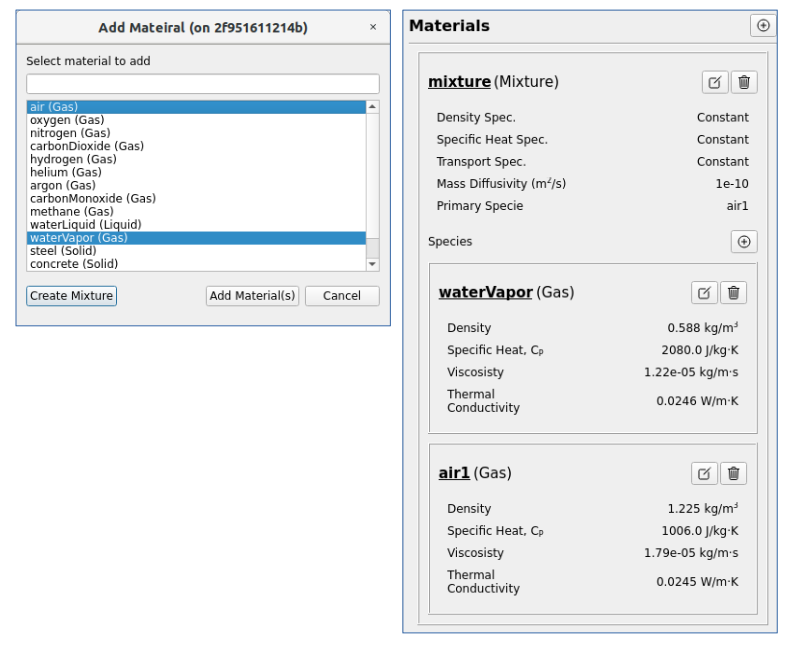 Add Mateiral (on 2f951611214b) ×
Select material to add
air (Gas)
oxygen (Gas)
nitrogen (Gas)
carbonDioxide (Gas)
hydrogen (Gas)
helium (Gas)
argon (Gas)
carbonMonoxide (Gas)
methane (Gas)
waterLiquid (Liquid)
waterVapor (Gas)
steel (Solid)
concrete (Solid)
Create Mixture Add Material(s) Cancel
Materials
mixture (Mixture)
Density Spec. Constant
Specific Heat Spec. Constant
Transport Spec. Constant
Mass Diffusivity (m²/s) 1e-10
Primary Specie air1
Species
waterVapor (Gas)
Density 0.588 kg/m³
Specific Heat, Cₚ 2080.0 J/kg·K
Viscosisty 1.22e-05 kg/m·s
Thermal
Conductivity 0.0246 W/m·K
air1 (Gas)
Density 1.225 kg/m³
Specific Heat, Cₚ 1006.0 J/kg·K
Viscosisty 1.79e-05 kg/m·s
Thermal
Conductivity 0.0245 W/m·K